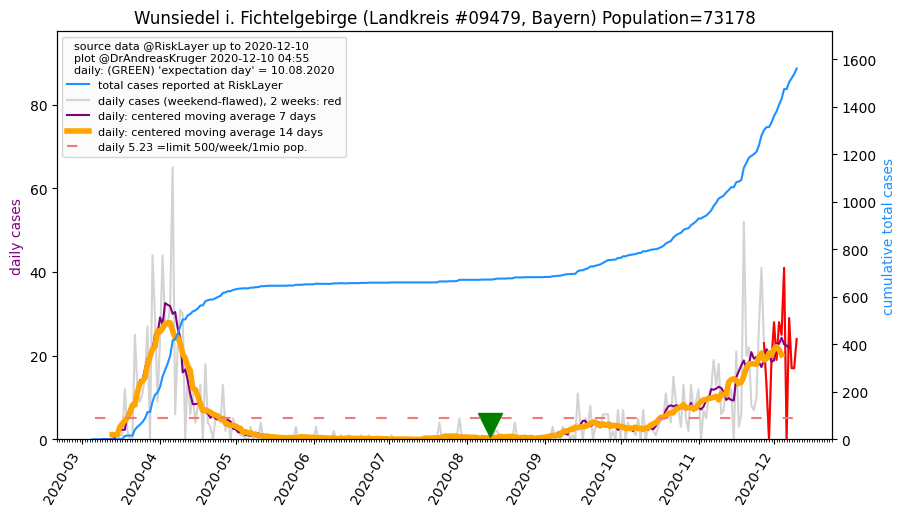 Wunsiedel i. Fichtelgebirge (Landkreis #09479, Bayern) Population=73178
source data @RiskLayer up to 2020-12-10
plot @DrAndreasKruger 2020-12-10 04:55
daily: (GREEN) 'expectation day' = 10.08.2020
total cases reported at RiskLayer
daily cases (weekend-flawed), 2 weeks: red
daily: centered moving average 7 days
daily: centered moving average 14 days
daily 5.23 =limit 500/week/1mio pop.
daily cases
80
60
40
20
0
cumulative total cases
1600
1400
1200
1000
800
600
400
200
0
2020-03
2020-04
2020-05
2020-06
2020-07
2020-08
2020-09
2020-10
2020-11
2020-12